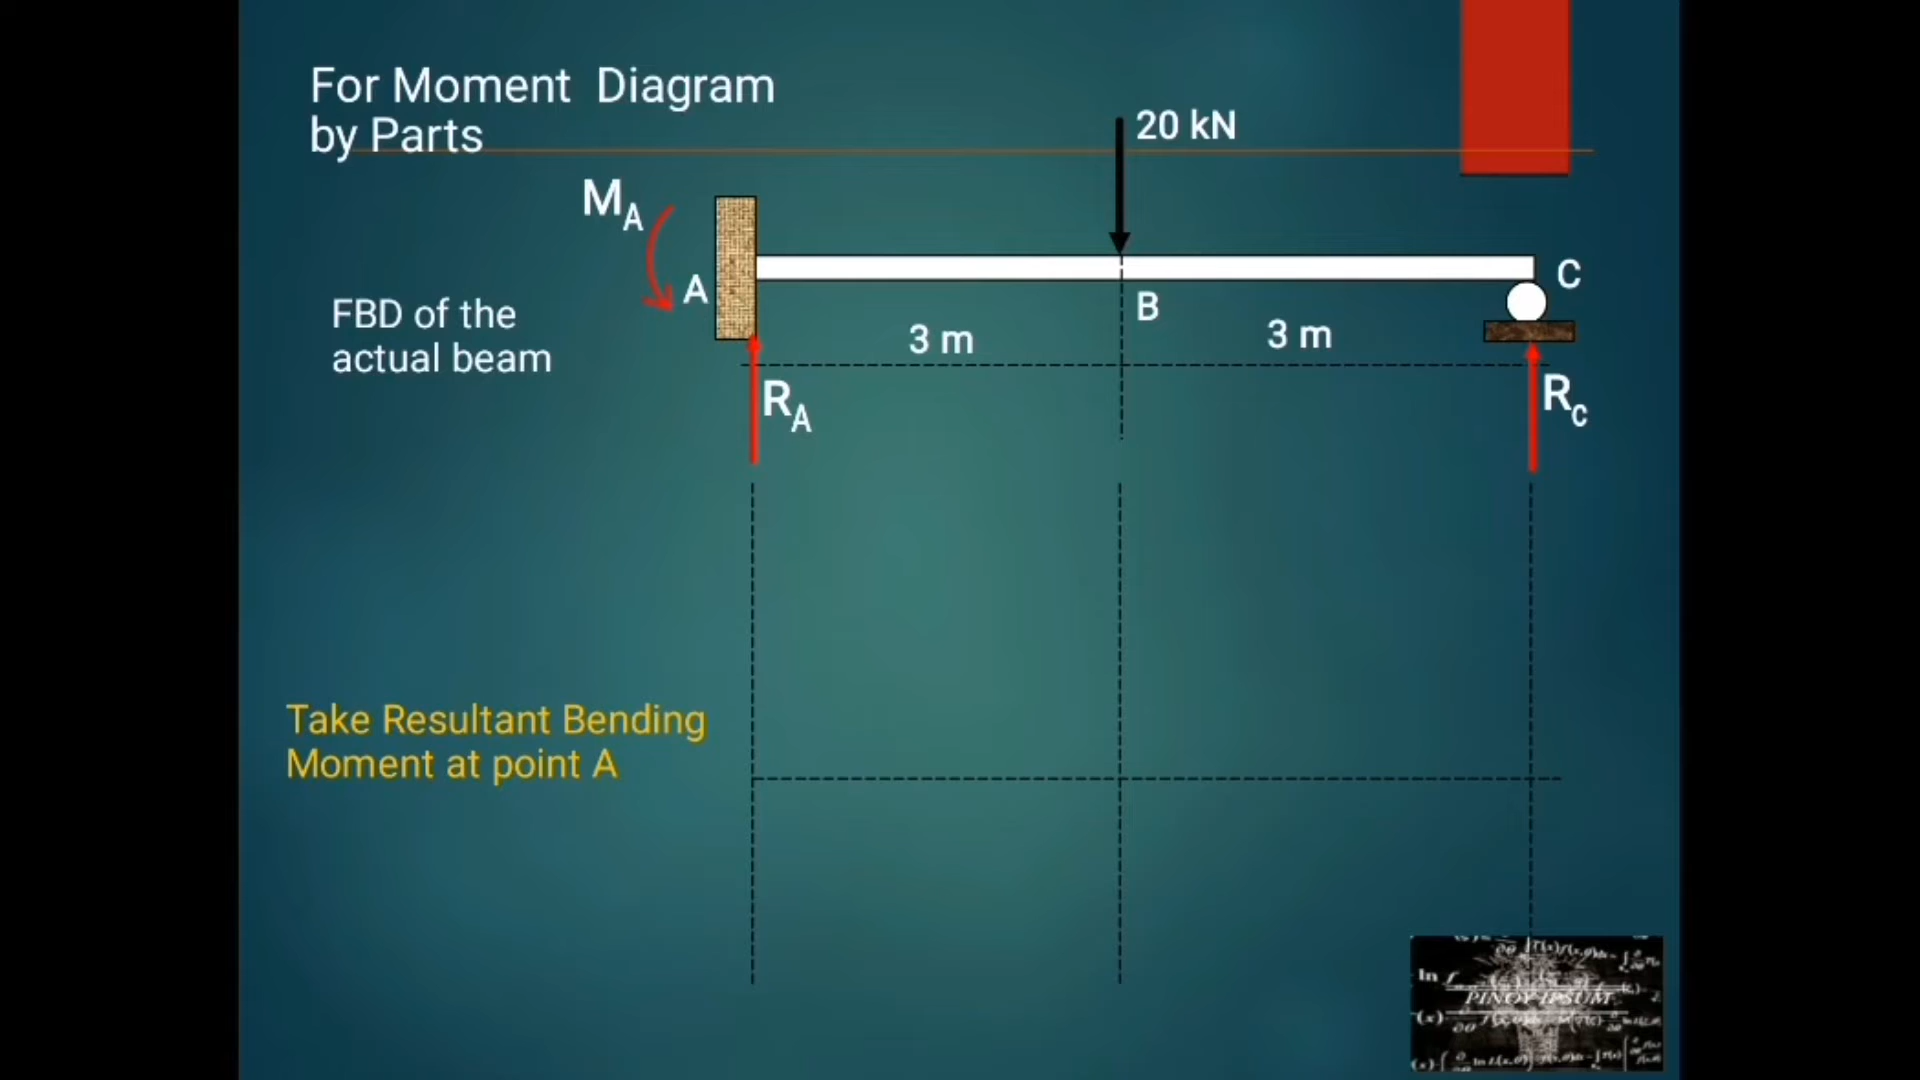 For Moment Diagram
by Parts
20 kN
M_A
A
C
B
FBD of the
actual beam
3 m
3 m
R_A
R_c
Take Resultant Bending
Moment at point A
PINOY IPSUM